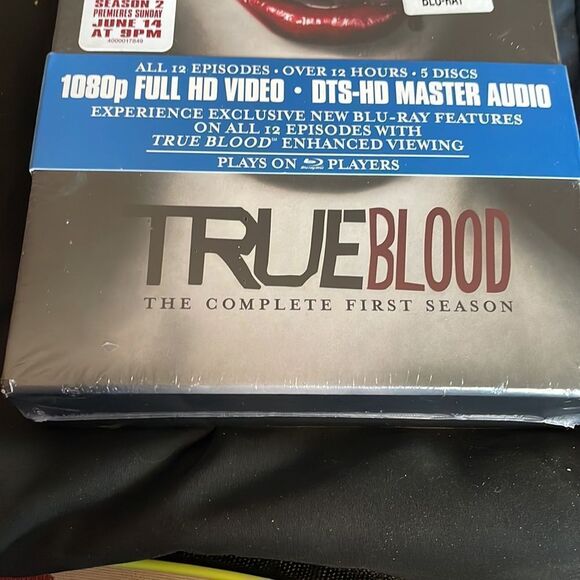 SEASON 2
PREMIERES SUNDAY
JUNE 14
AT 9PM
4000017849
BLU-RAY
ALL 12 EPISODES • OVER 12 HOURS • 5 DISCS
1080p FULL HD VIDEO • DTS-HD MASTER AUDIO
EXPERIENCE EXCLUSIVE NEW BLU-RAY FEATURES
ON ALL 12 EPISODES WITH
TRUE BLOOD™ ENHANCED VIEWING
PLAYS ON PLAYERS
TRUEBLOOD
THE COMPLETE FIRST SEASON